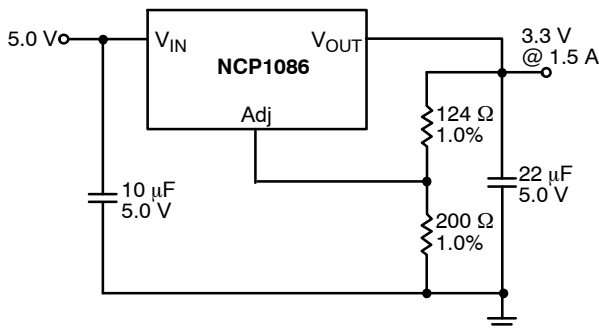 5.0 V
VIN
NCP1086
VOUT
Adj
3.3 V
@ 1.5 A
124 Ω
1.0%
10 μF
5.0 V
200 Ω
1.0%
22 μF
5.0 V